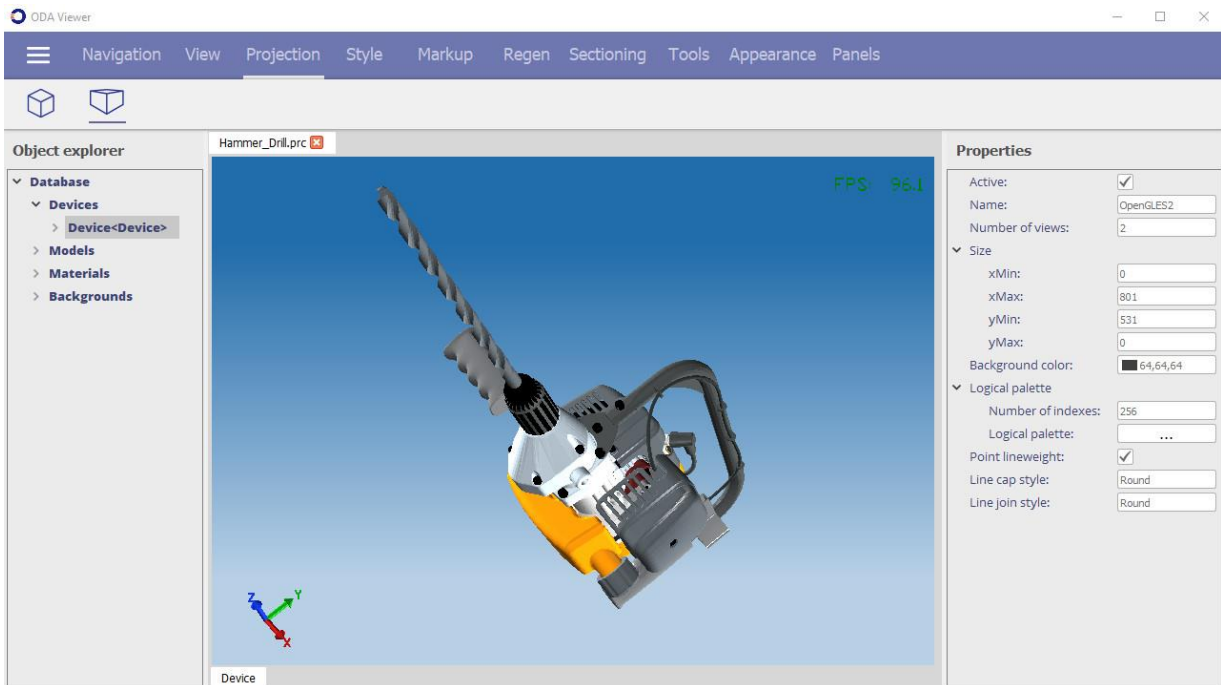 ODA Viewer
Navigation View Projection Style Markup Regen Sectioning Tools Appearance Panels
Object explorer
Database
Devices
Device<Device>
Models
Materials
Backgrounds
Hammer_Drill.prc
FPS: 96.1
Z
Y
X
Device
Properties
Active:
Name: OpenGLES2
Number of views: 2
Size
xMin: 0
xMax: 801
yMin: 531
yMax: 0
Background color: 64,64,64
Logical palette
Number of indexes: 256
Logical palette: ...
Point lineweight:
Line cap style: Round
Line join style: Round